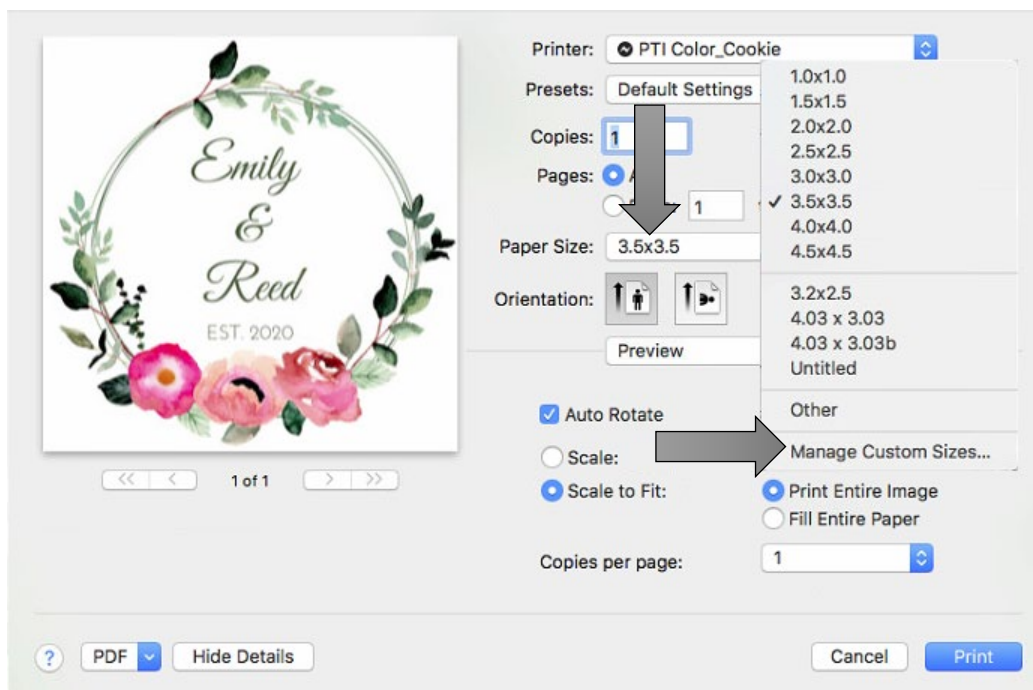 Emily
&
Reed
EST. 2020
<< < 1 of 1 > >>
Printer: PTI Color_Cookie
Presets: Default Settings
Copies: 1
Pages:
1
Paper Size: 3.5x3.5
Orientation:
Preview
1.0x1.0
1.5x1.5
2.0x2.0
2.5x2.5
3.0x3.0
✓ 3.5x3.5
4.0x4.0
4.5x4.5
3.2x2.5
4.03 x 3.03
4.03 x 3.03b
Untitled
Other
Manage Custom Sizes...
Auto Rotate
Scale:
Scale to Fit:
Print Entire Image
Fill Entire Paper
Copies per page: 1
? PDF Hide Details Cancel Print